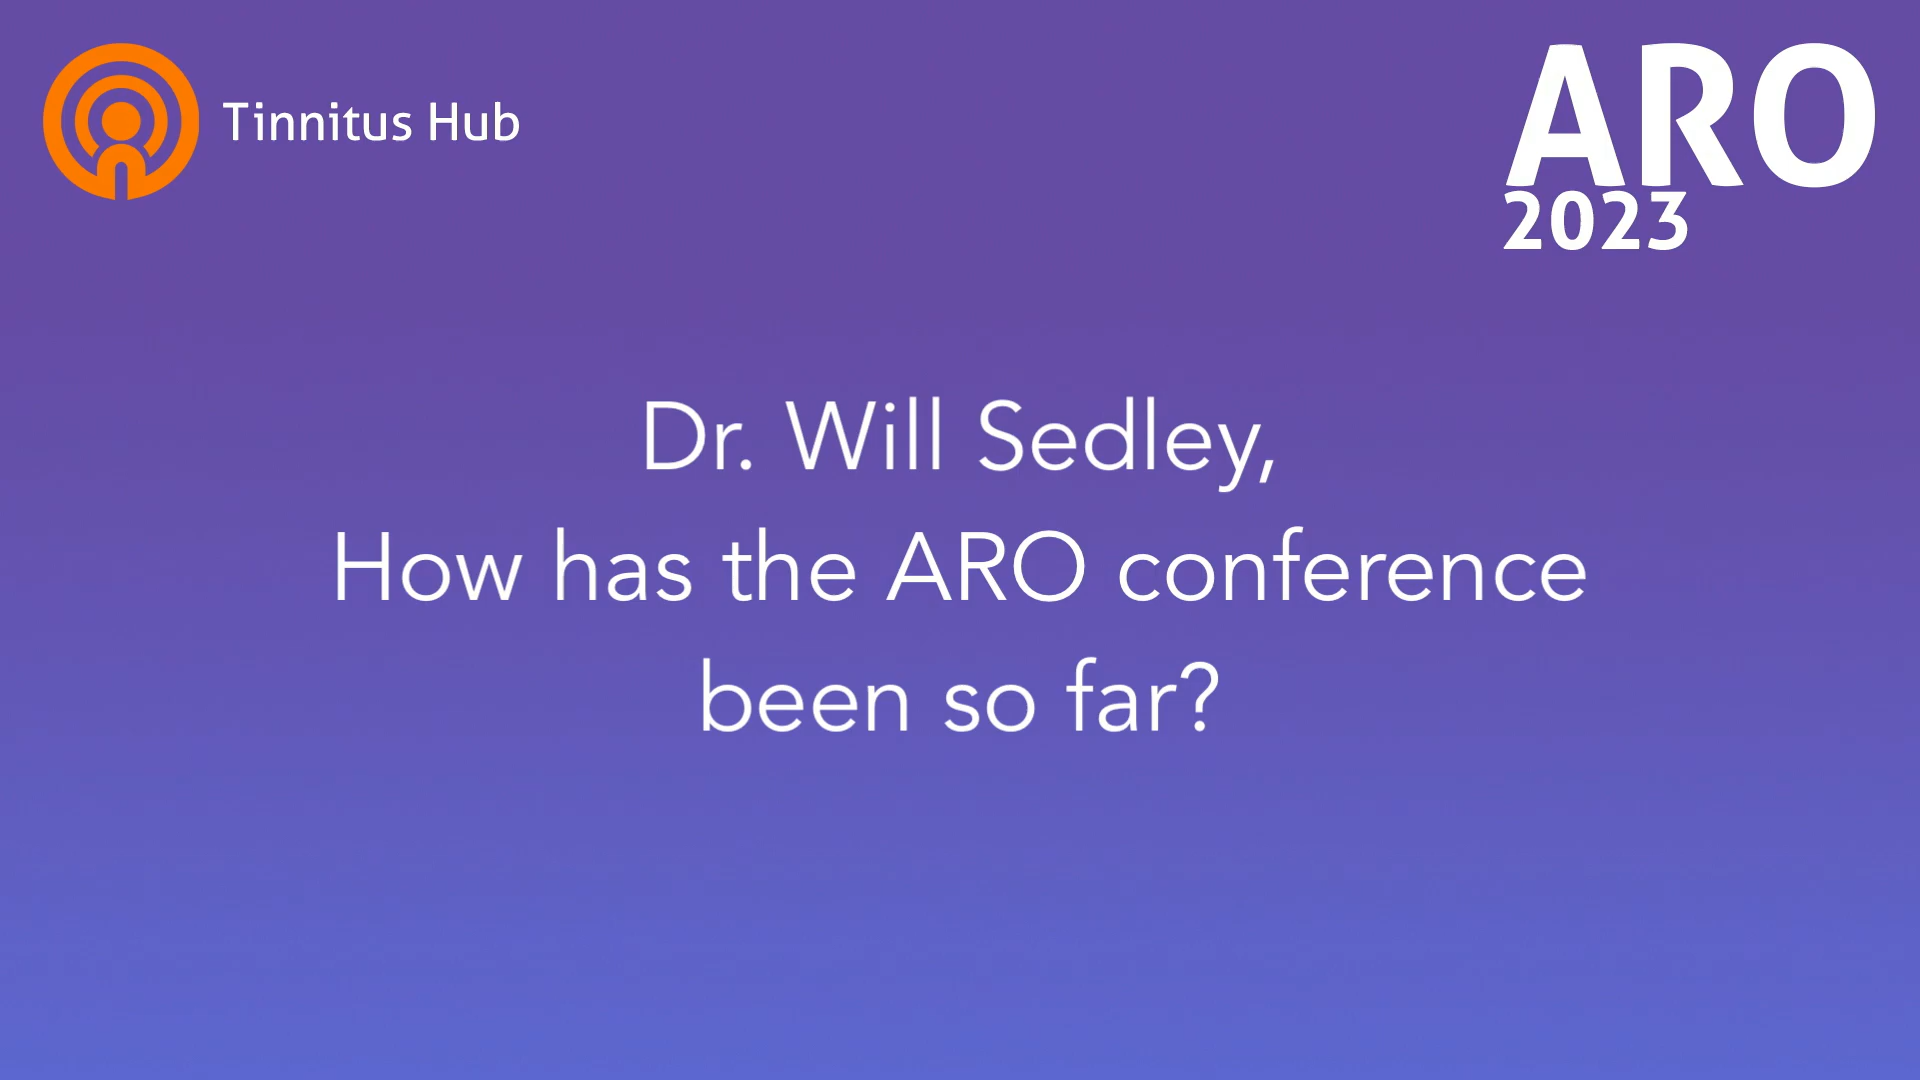 Tinnitus Hub
ARO
2023
Dr. Will Sedley,
How has the ARO conference
been so far?